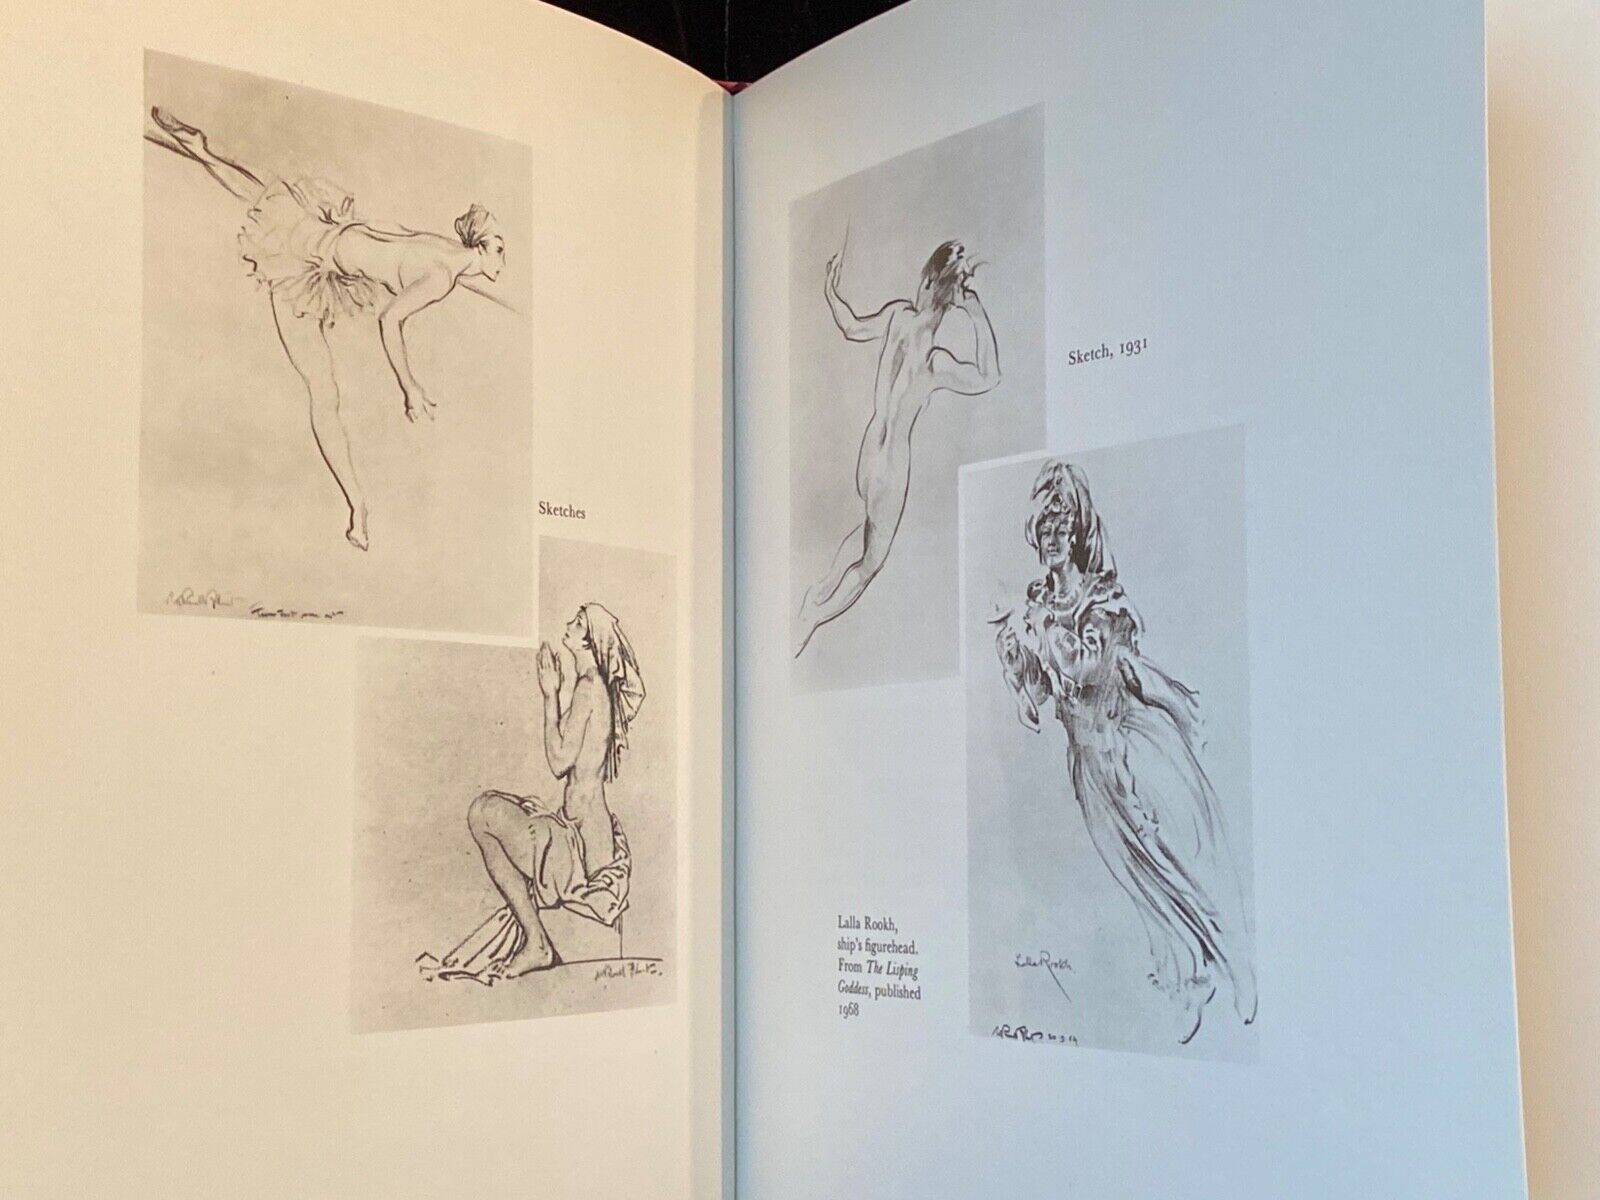 Sketches
Sketch, 1931
Lalla Rookh,
ship's figurehead.
From The Lisping
Goddess, published
1968
Lalla Rookh